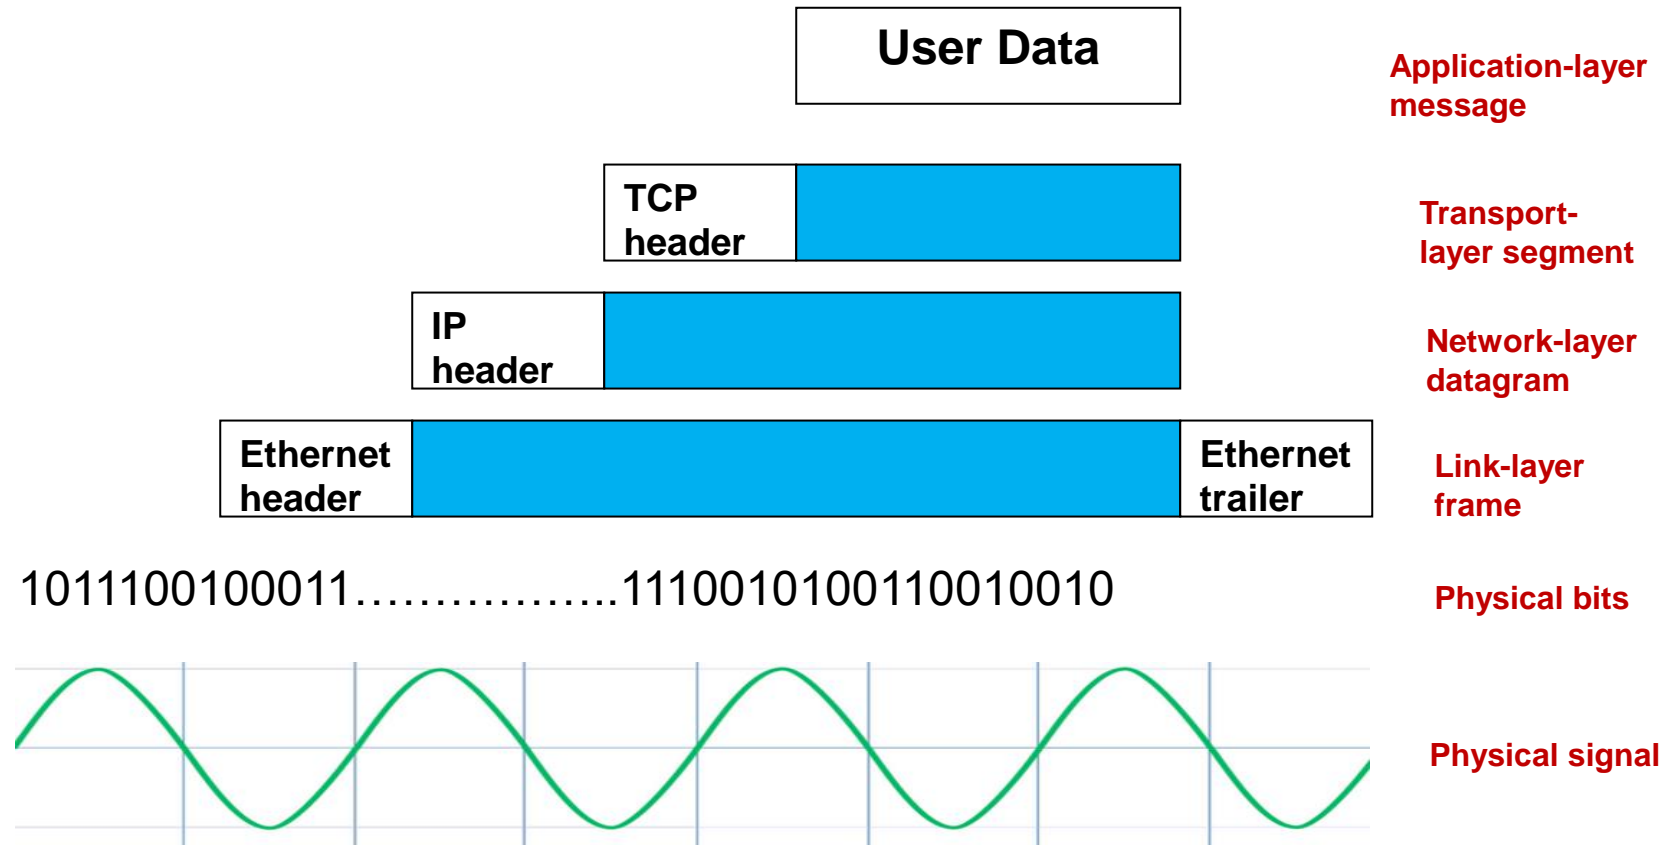 User Data
Application-layer
message
TCP
header
Transport-
layer segment
IP
header
Network-layer
datagram
Ethernet
header
Ethernet
trailer
Link-layer
frame
1011100100011.................1110010100110010010
Physical bits
Physical signal